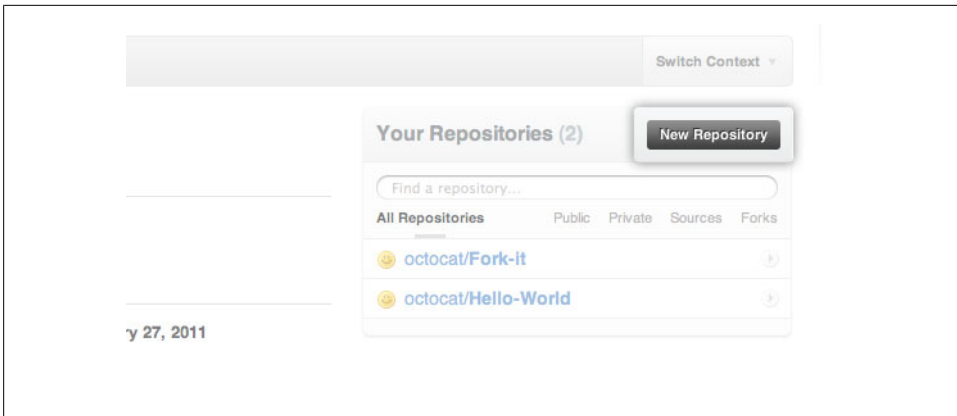 Switch Context
Your Repositories (2)
New Repository
Find a repository...
All Repositories Public Private Sources Forks
octocat/Fork-it
octocat/Hello-World
ry 27, 2011